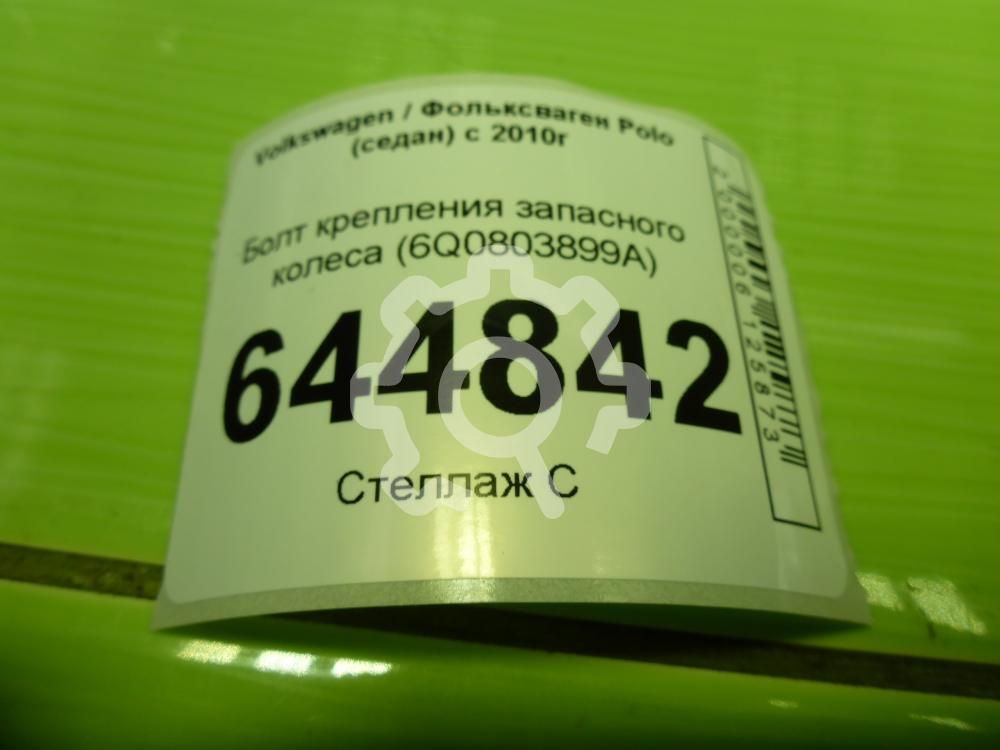 Volkswagen / Фольксваген Polo
(седан) с 2010г
Болт крепления запасного
колеса (6Q0803899A)
644842
Стеллаж С
2000006125873